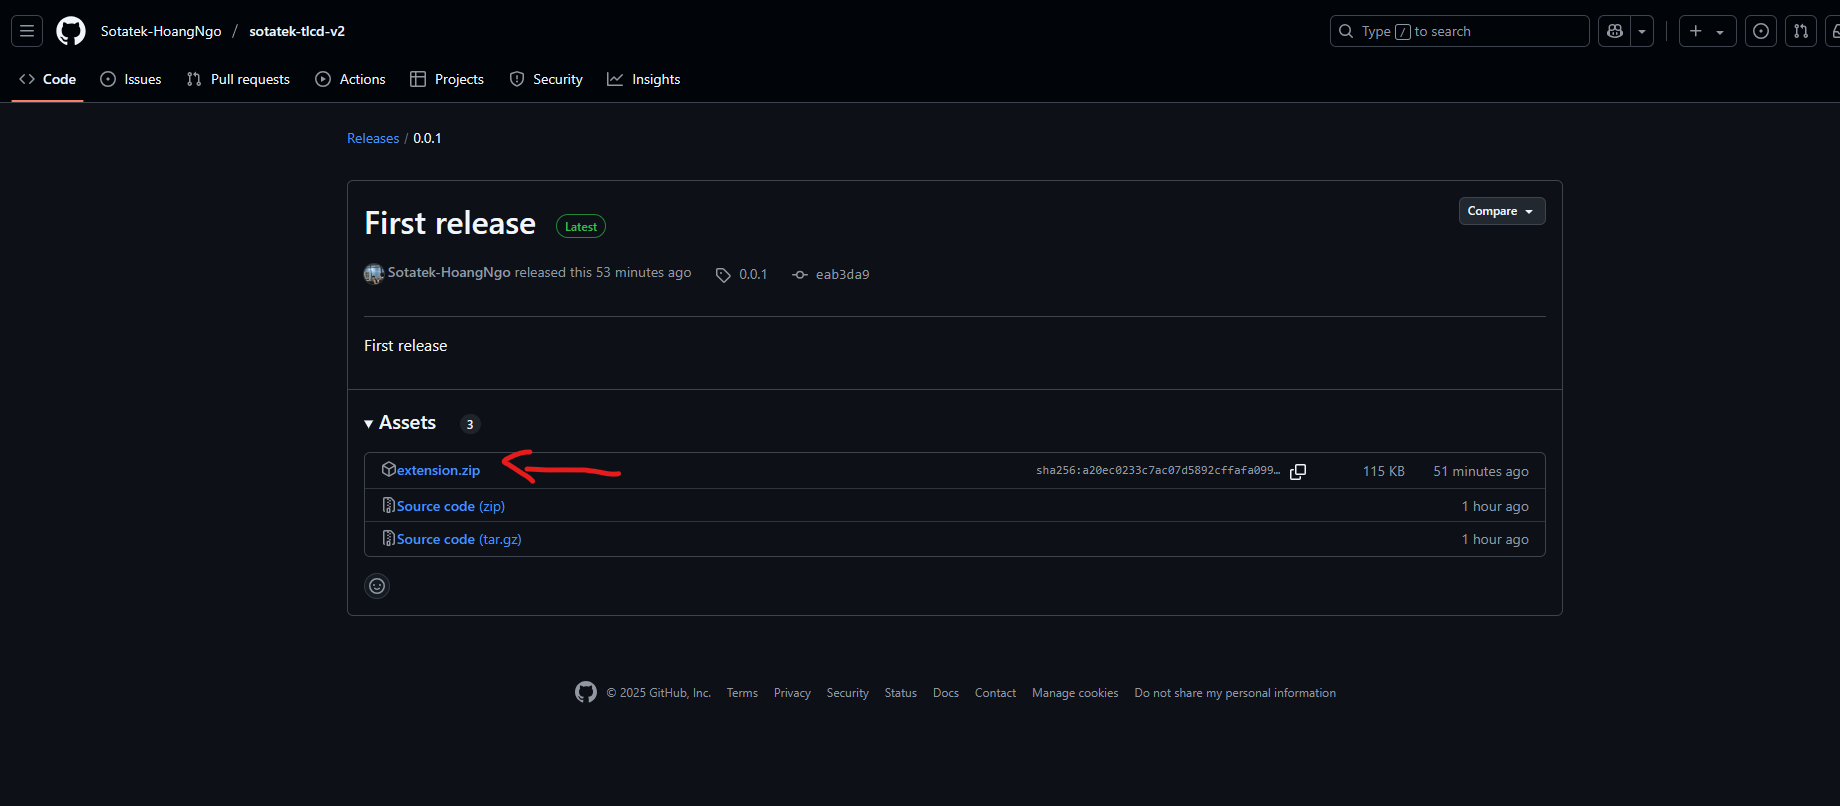 Sotatek-HoangNgo / sotatek-tlcd-v2
Type / to search
Code Issues Pull requests Actions Projects Security Insights
Releases / 0.0.1
First release Latest
Compare
Sotatek-HoangNgo released this 53 minutes ago 0.0.1 eab3da9
First release
Assets 3
extension.zip sha256:a20ec0233c7ac07d5892cffafa099… 115 KB 51 minutes ago
Source code (zip) 1 hour ago
Source code (tar.gz) 1 hour ago
© 2025 GitHub, Inc. Terms Privacy Security Status Docs Contact Manage cookies Do not share my personal information